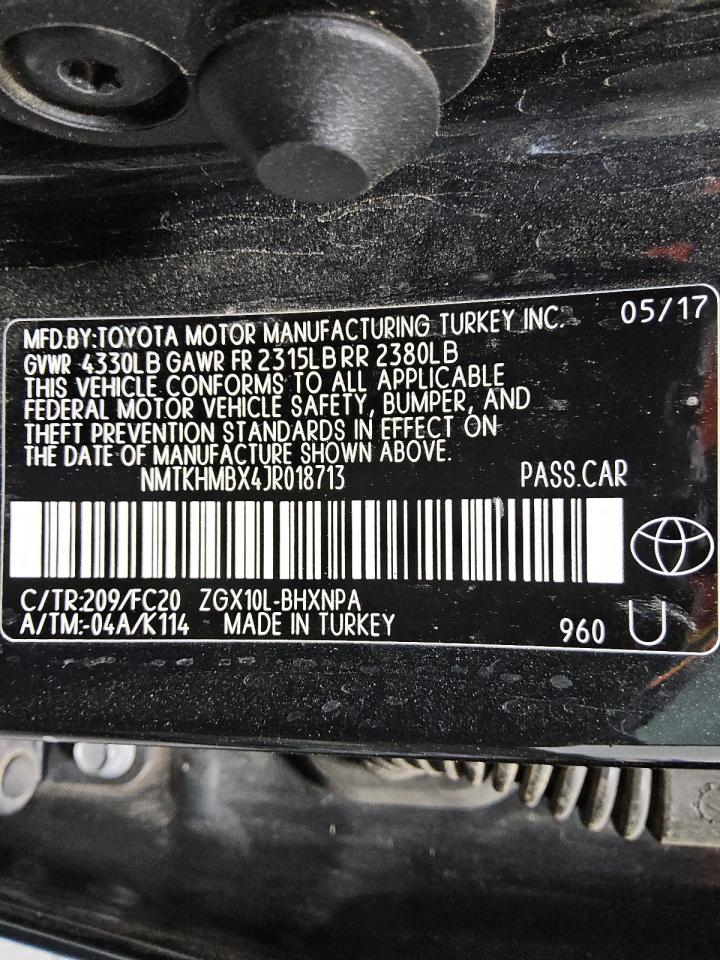 MFD.BY:TOYOTA MOTOR MANUFACTURING TURKEY INC. 05/17
GVWR 4330LB GAWR FR 2315LB RR 2380LB
THIS VEHICLE CONFORMS TO ALL APPLICABLE
FEDERAL MOTOR VEHICLE SAFETY, BUMPER, AND
THEFT PREVENTION STANDARDS IN EFFECT ON
THE DATE OF MANUFACTURE SHOWN ABOVE.
NMTKHMBX4JR018713 PASS.CAR
C/TR:209/FC20 ZGX10L-BHXNPA
A/TM:-04A/K114 MADE IN TURKEY 960 U